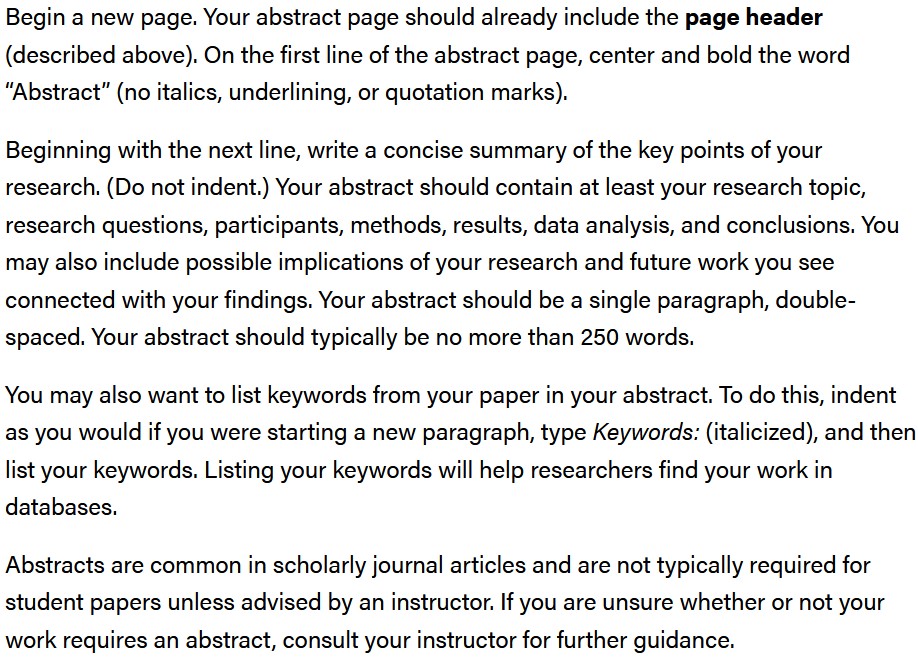 Begin a new page. Your abstract page should already include the page header
(described above). On the first line of the abstract page, center and bold the word
“Abstract” (no italics, underlining, or quotation marks).
Beginning with the next line, write a concise summary of the key points of your
research. (Do not indent.) Your abstract should contain at least your research topic,
research questions, participants, methods, results, data analysis, and conclusions. You
may also include possible implications of your research and future work you see
connected with your findings. Your abstract should be a single paragraph, double-
spaced. Your abstract should typically be no more than 250 words.
You may also want to list keywords from your paper in your abstract. To do this, indent
as you would if you were starting a new paragraph, type Keywords: (italicized), and then
list your keywords. Listing your keywords will help researchers find your work in
databases.
Abstracts are common in scholarly journal articles and are not typically required for
student papers unless advised by an instructor. If you are unsure whether or not your
work requires an abstract, consult your instructor for further guidance.